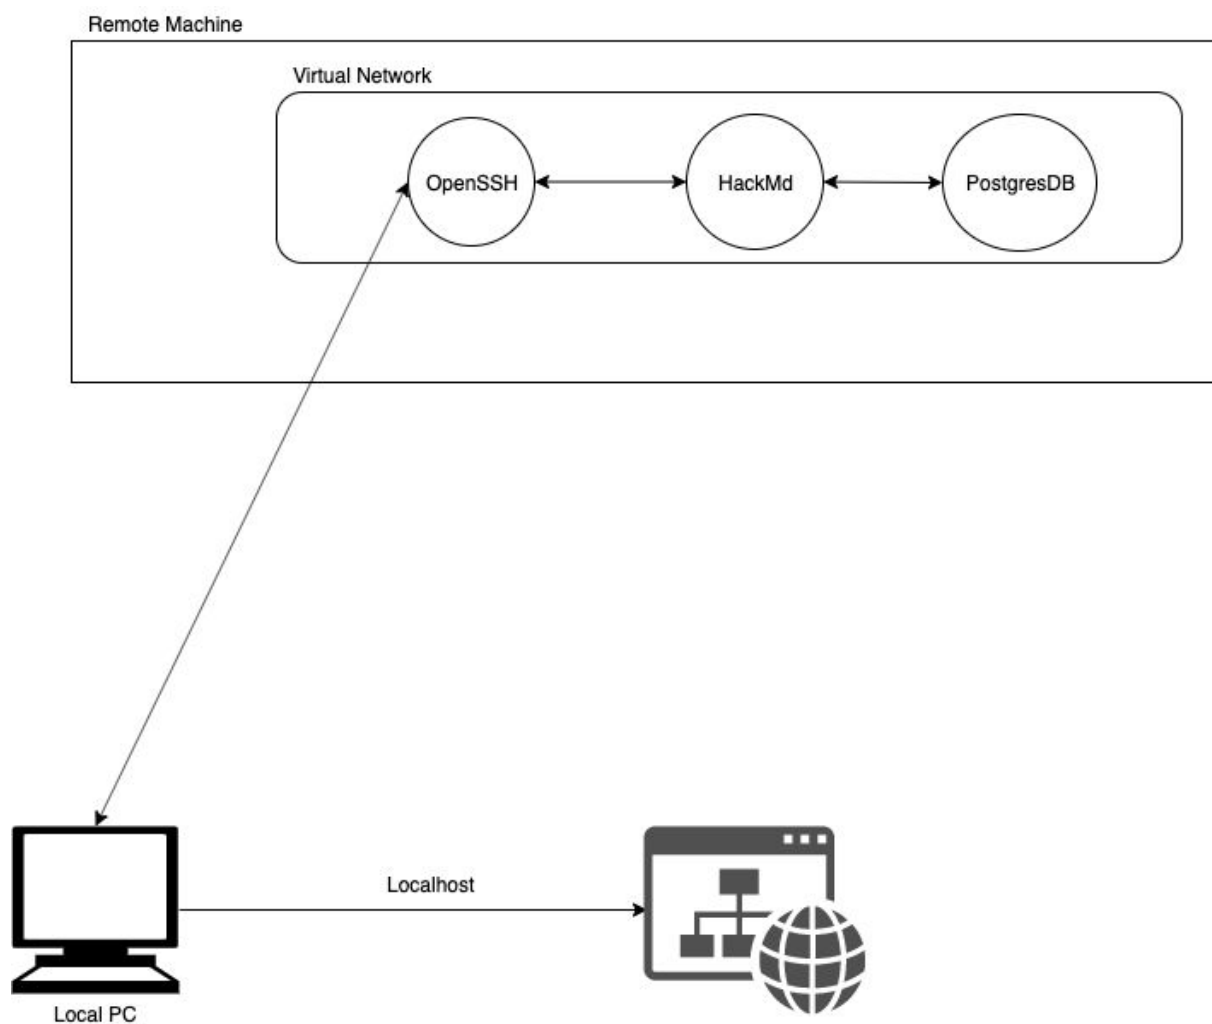 Remote Machine
Virtual Network
OpenSSH
HackMd
PostgresDB
Localhost
Local PC